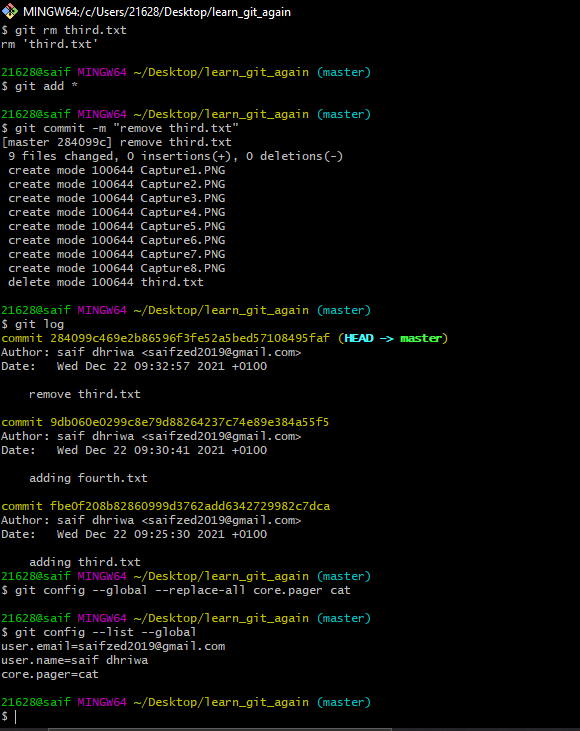 MINGW64:/c/Users/21628/Desktop/learn_git_again
$ git rm third.txt
rm 'third.txt'
21628@saif MINGW64 ~/Desktop/learn_git_again (master)
$ git add *
21628@saif MINGW64 ~/Desktop/learn_git_again (master)
$ git commit -m "remove third.txt"
[master 284099c] remove third.txt
 9 files changed, 0 insertions(+), 0 deletions(-)
 create mode 100644 Capture1.PNG
 create mode 100644 Capture2.PNG
 create mode 100644 Capture3.PNG
 create mode 100644 Capture4.PNG
 create mode 100644 Capture5.PNG
 create mode 100644 Capture6.PNG
 create mode 100644 Capture7.PNG
 create mode 100644 Capture8.PNG
 delete mode 100644 third.txt
21628@saif MINGW64 ~/Desktop/learn_git_again (master)
$ git log
commit 284099c469e2b86596f3fe52a5bed57108495faf (HEAD -> master)
Author: saif dhriwa <saifzed2019@gmail.com>
Date:   Wed Dec 22 09:32:57 2021 +0100
    remove third.txt
commit 9db060e0299c8e79d88264237c74e89e384a55f5
Author: saif dhriwa <saifzed2019@gmail.com>
Date:   Wed Dec 22 09:30:41 2021 +0100
    adding fourth.txt
commit fbe0f208b82860999d3762add6342729982c7dca
Author: saif dhriwa <saifzed2019@gmail.com>
Date:   Wed Dec 22 09:25:30 2021 +0100
    adding third.txt
21628@saif MINGW64 ~/Desktop/learn_git_again (master)
$ git config --global --replace-all core.pager cat
21628@saif MINGW64 ~/Desktop/learn_git_again (master)
$ git config --list --global
user.email=saifzed2019@gmail.com
user.name=saif dhriwa
core.pager=cat
21628@saif MINGW64 ~/Desktop/learn_git_again (master)
$